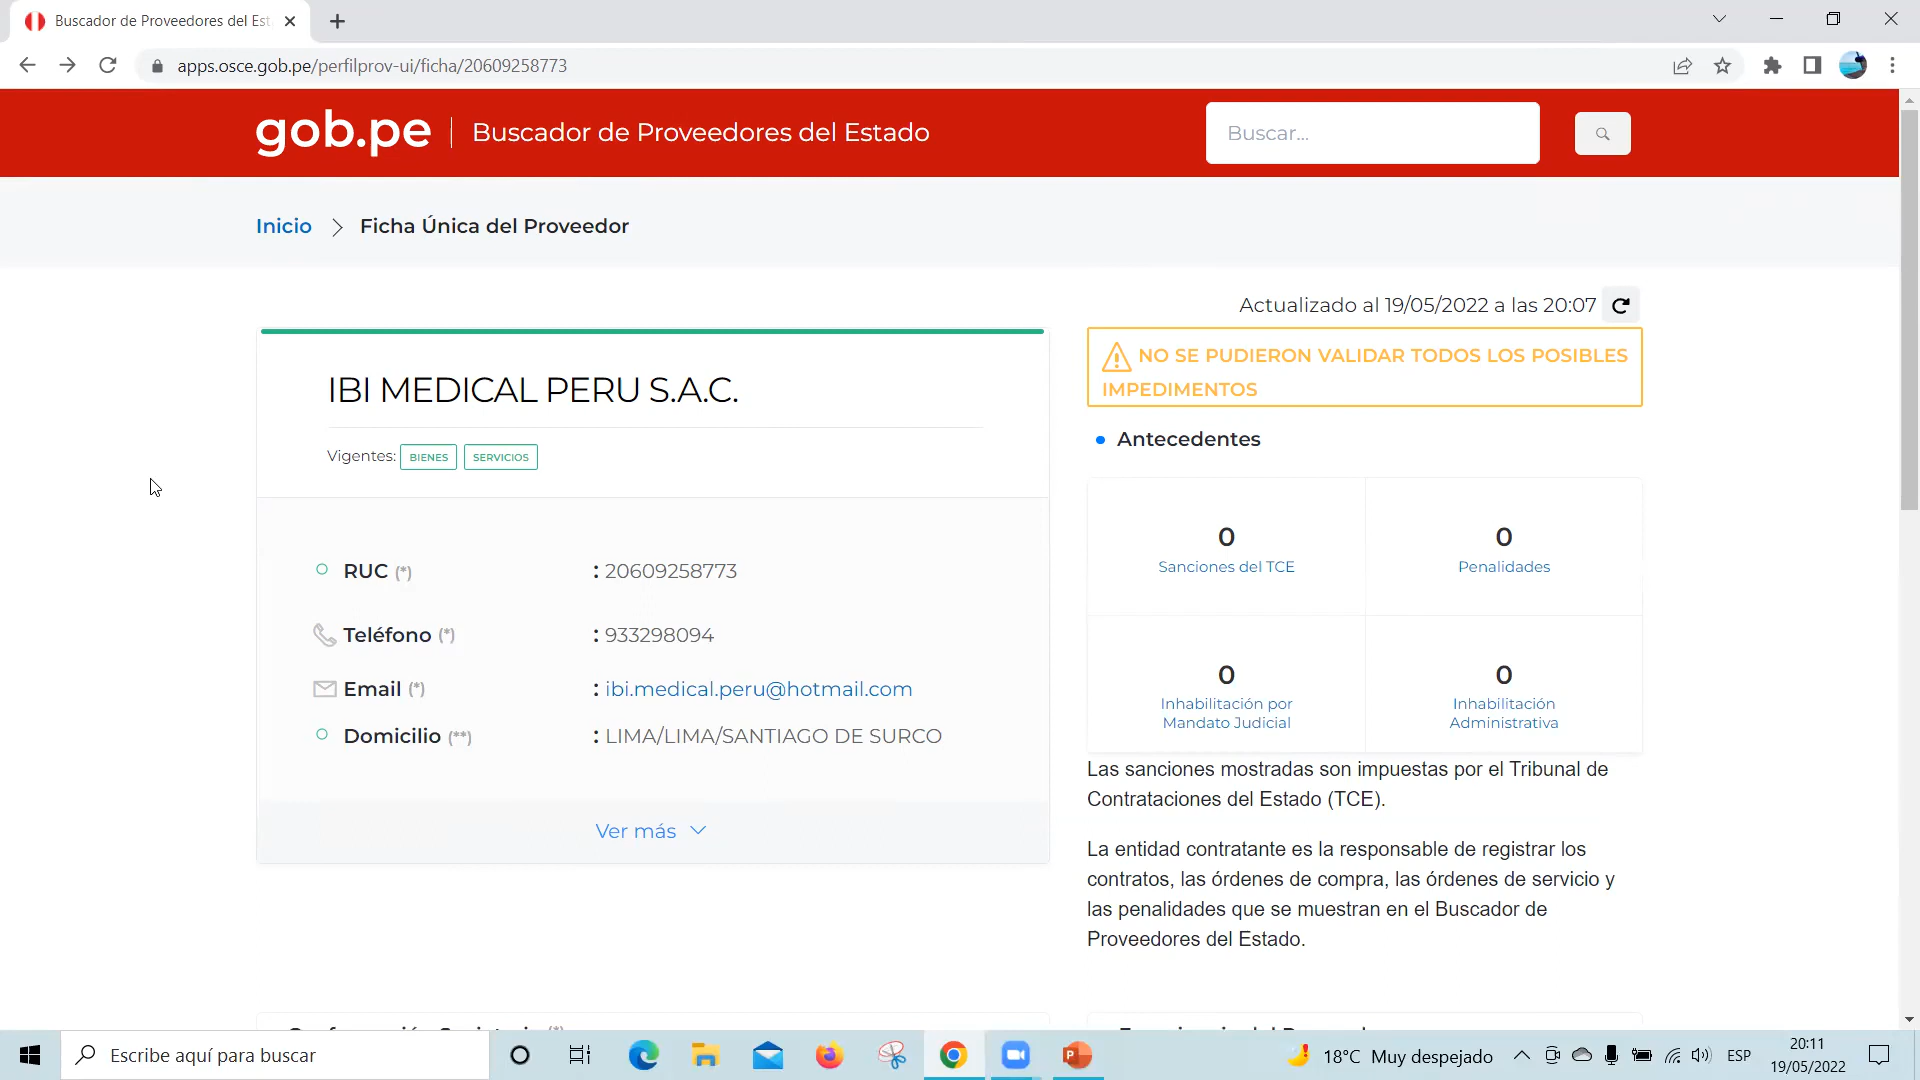 Buscador de Proveedores del Est
apps.osce.gob.pe/perfilprov-ui/ficha/20609258773
gob.pe | Buscador de Proveedores del Estado
Buscar...
Inicio > Ficha Única del Proveedor
Actualizado al 19/05/2022 a las 20:07
NO SE PUDIERON VALIDAR TODOS LOS POSIBLES
IMPEDIMENTOS
IBI MEDICAL PERU S.A.C.
Vigentes: BIENES SERVICIOS
RUC (*) : 20609258773
Teléfono (*) : 933298094
Email (*) : ibi.medical.peru@hotmail.com
Domicilio (**) : LIMA/LIMA/SANTIAGO DE SURCO
Ver más
Antecedentes
0
Sanciones del TCE
0
Penalidades
0
Inhabilitación por
Mandato Judicial
0
Inhabilitación
Administrativa
Las sanciones mostradas son impuestas por el Tribunal de
Contrataciones del Estado (TCE).
La entidad contratante es la responsable de registrar los
contratos, las órdenes de compra, las órdenes de servicio y
las penalidades que se muestran en el Buscador de
Proveedores del Estado.
Escribe aquí para buscar
18°C Muy despejado
ESP
20:11
19/05/2022